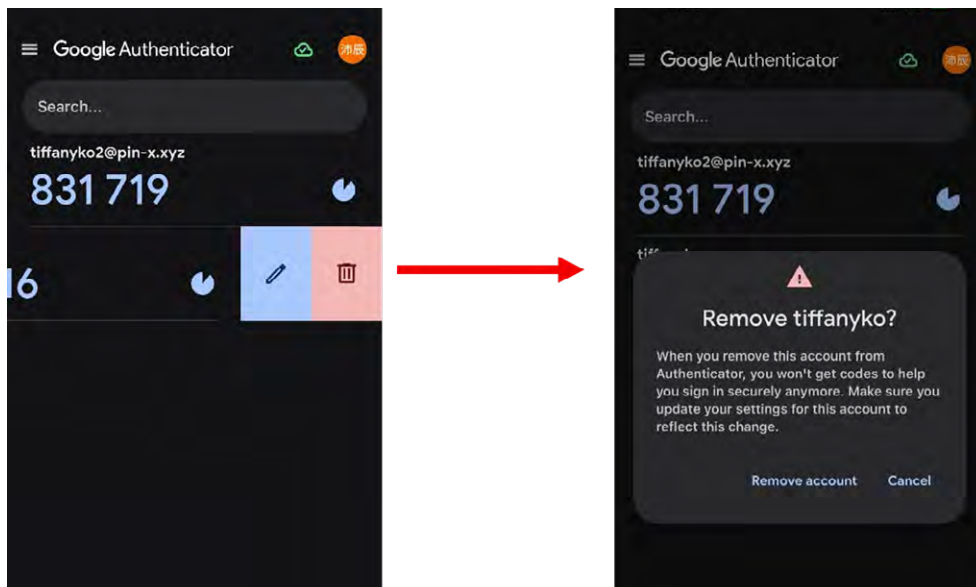 Google Authenticator
沛辰
Search...
tiffanyko2@pin-x.xyz
831 719
16
Google Authenticator
沛辰
Search...
tiffanyko2@pin-x.xyz
831 719
Remove tiffanyko?
When you remove this account from
Authenticator, you won't get codes to help
you sign in securely anymore. Make sure you
update your settings for this account to
reflect this change.
Remove account
Cancel